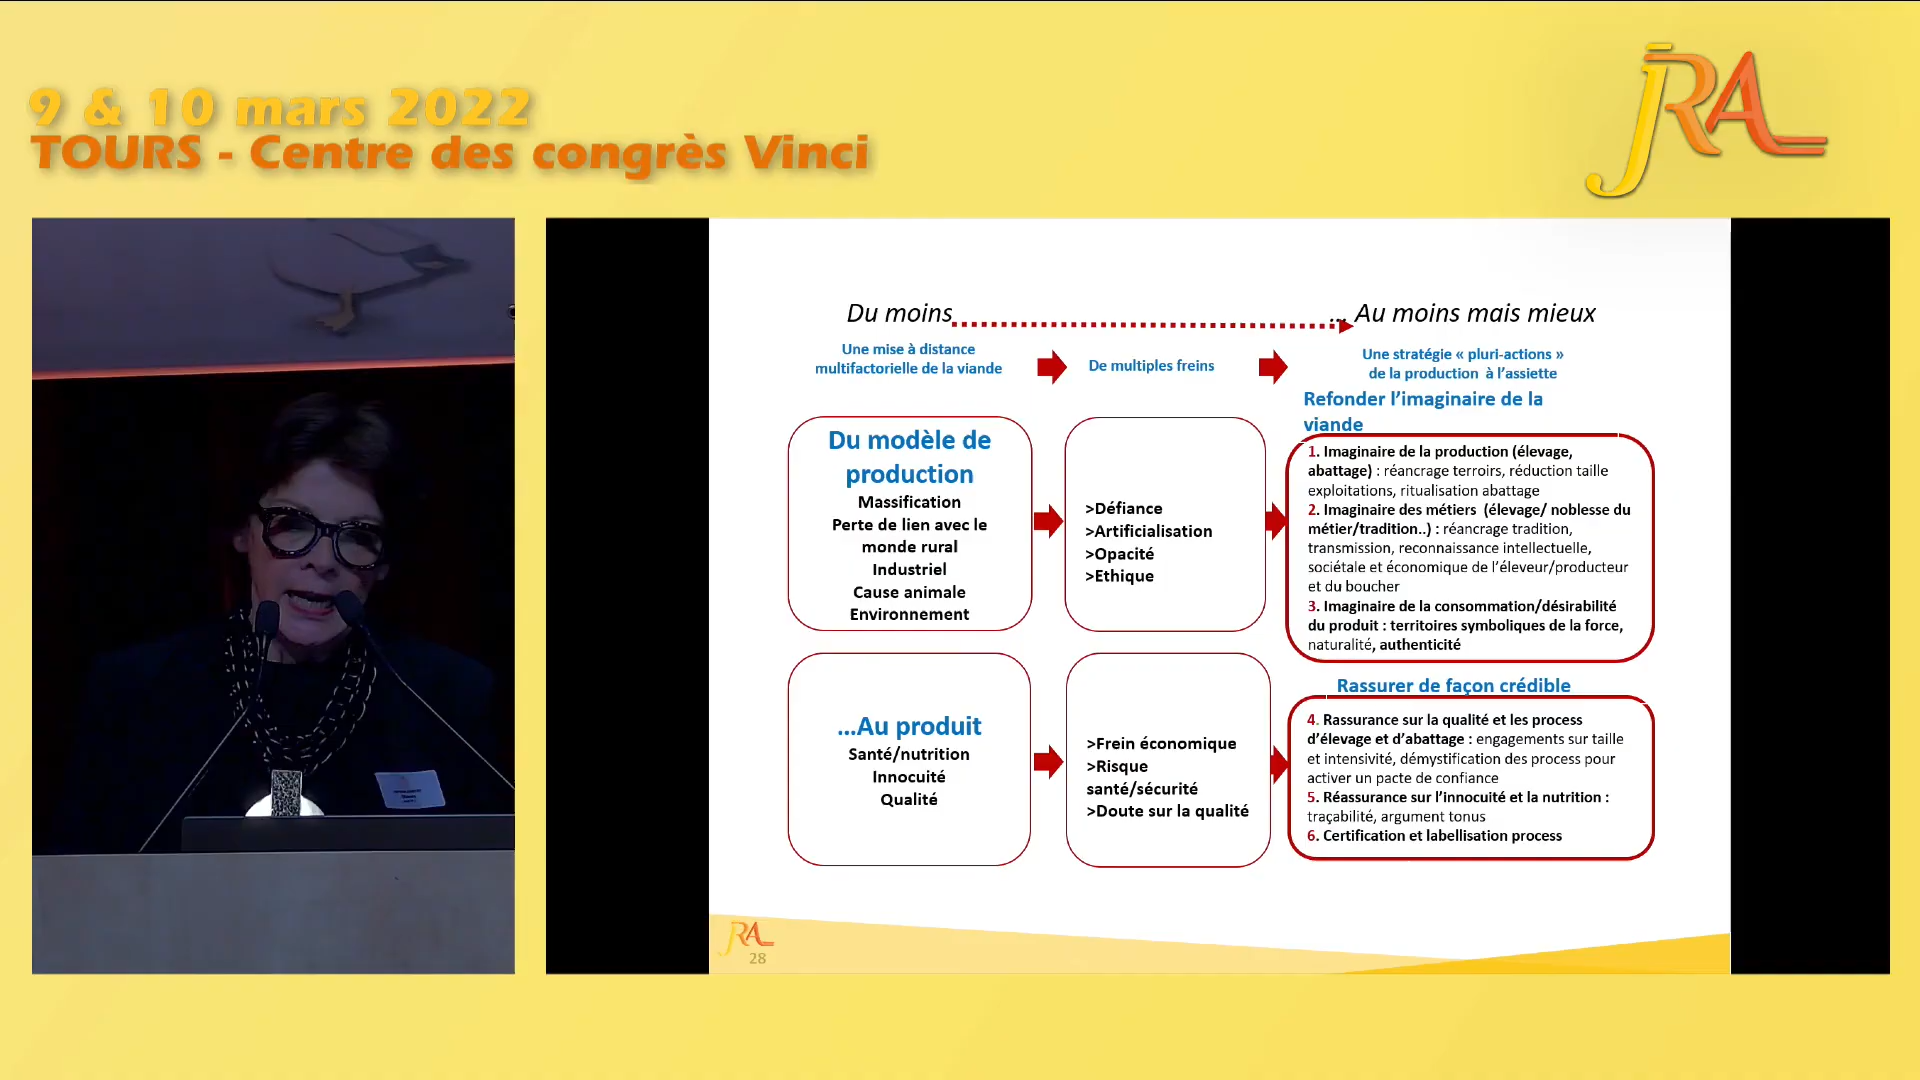 9 & 10 mars 2022
TOURS - Centre des congrès Vinci
JRA
Du moins
... Au moins mais mieux
Une mise à distance
multifactorielle de la viande
De multiples freins
Une stratégie « pluri-actions »
de la production à l’assiette
Refonder l’imaginaire de la
viande
Du modèle de
production
Massification
Perte de lien avec le
monde rural
Industriel
Cause animale
Environnement
>Défiance
>Artificialisation
>Opacité
>Ethique
1. Imaginaire de la production (élevage,
abattage) : réancrage terroirs, réduction taille
exploitations, ritualisation abattage
2. Imaginaire des métiers (élevage/ noblesse du
métier/tradition..) : réancrage tradition,
transmission, reconnaissance intellectuelle,
sociétale et économique de l’éleveur/producteur
et du boucher
3. Imaginaire de la consommation/désirabilité
du produit : territoires symboliques de la force,
naturalité, authenticité
...Au produit
Santé/nutrition
Innocuité
Qualité
>Frein économique
>Risque
santé/sécurité
>Doute sur la qualité
Rassurer de façon crédible
4. Rassurance sur la qualité et les process
d’élevage et d’abattage : engagements sur taille
et intensivité, démystification des process pour
activer un pacte de confiance
5. Réassurance sur l’innocuité et la nutrition :
traçabilité, argument tonus
6. Certification et labellisation process
JRA
28